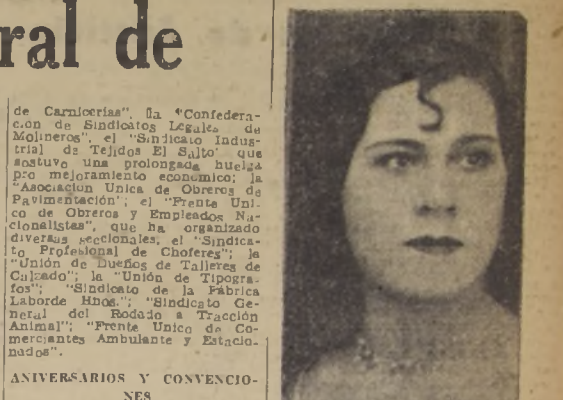 ral de
de Carnicerías", la "Confedera-
ción de Sindicatos Legales de
Molineros", el "Sindicato Indus-
trial de Tejidos El Salto" que
sostuvo una prolongada huelga
pro mejoramiento económico; la
"Asociación Unica de Obreros de
Pavimentación"; el "Frente Uni-
co de Obreros y Empleados Na-
cionalistas", que ha organizado
diversas seccionales, el "Sindica-
to Profesional de Choferes"; la
"Unión de Dueños de Talleres de
Calzado"; la "Unión de Tipogra-
fos"; "Sindicato de la Fábrica
Laborde Hnos."; "Sindicato Ge-
neral del Rodado a Tracción
Animal"; "Frente Unico de Co-
merciantes Ambulante y Estacio-
nados".
ANIVERSARIOS Y CONVENCIO-
NES